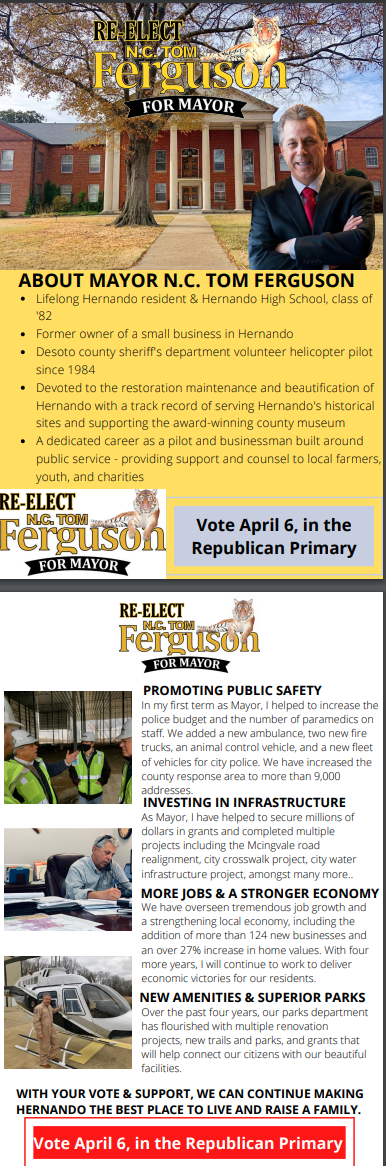 RE-ELECT
N.C. TOM
Ferguson
FOR MAYOR
ABOUT MAYOR N.C. TOM FERGUSON
• Lifelong Hernando resident & Hernando High School, class of
'82
• Former owner of a small business in Hernando
• Desoto county sheriff's department volunteer helicopter pilot
since 1984
• Devoted to the restoration maintenance and beautification of
Hernando with a track record of serving Hernando's historical
sites and supporting the award-winning county museum
• A dedicated career as a pilot and businessman built around
public service - providing support and counsel to local farmers,
youth, and charities
RE-ELECT
N.C. TOM
Ferguson
FOR MAYOR
Vote April 6, in the
Republican Primary
RE-ELECT
N.C. TOM
Ferguson
FOR MAYOR
PROMOTING PUBLIC SAFETY
In my first term as Mayor, I helped to increase the
police budget and the number of paramedics on
staff. We added a new ambulance, two new fire
trucks, an animal control vehicle, and a new fleet
of vehicles for city police. We have increased the
county response area to more than 9,000
addresses.
INVESTING IN INFRASTRUCTURE
As Mayor, I have helped to secure millions of
dollars in grants and completed multiple
projects including the Mcingvale road
realignment, city crosswalk project, city water
infrastructure project, amongst many more..
MORE JOBS & A STRONGER ECONOMY
We have overseen tremendous job growth and
a strengthening local economy, including the
addition of more than 124 new businesses and
an over 27% increase in home values. With four
more years, I will continue to work to deliver
economic victories for our residents.
NEW AMENITIES & SUPERIOR PARKS
Over the past four years, our parks department
has flourished with multiple renovation
projects, new trails and parks, and grants that
will help connect our citizens with our beautiful
facilities.
WITH YOUR VOTE & SUPPORT, WE CAN CONTINUE MAKING
HERNANDO THE BEST PLACE TO LIVE AND RAISE A FAMILY.
Vote April 6, in the Republican Primary